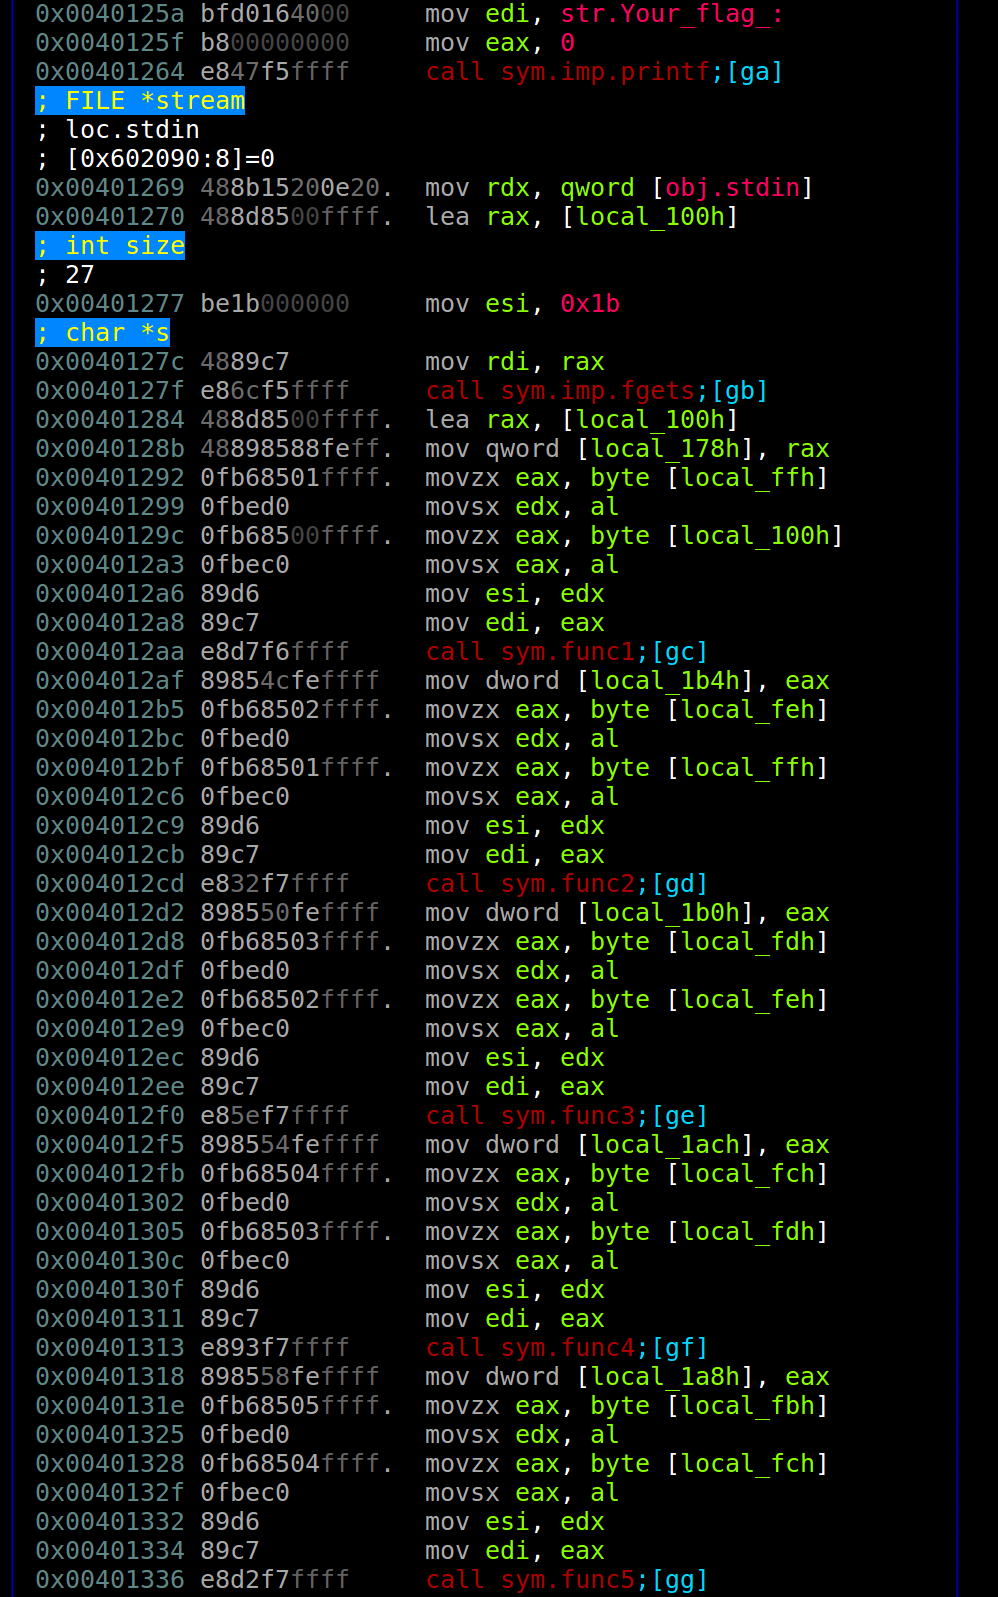 0x0040125a bfd0164000 mov edi, str.Your_flag_:
0x0040125f b800000000 mov eax, 0
0x00401264 e847f5ffff call sym.imp.printf;[ga]
; FILE *stream
; loc.stdin
; [0x602090:8]=0
0x00401269 488b15200e20. mov rdx, qword [obj.stdin]
0x00401270 488d8500ffff. lea rax, [local_100h]
; int size
; 27
0x00401277 be1b000000 mov esi, 0x1b
; char *s
0x0040127c 4889c7 mov rdi, rax
0x0040127f e86cf5ffff call sym.imp.fgets;[gb]
0x00401284 488d8500ffff. lea rax, [local_100h]
0x0040128b 48898588feff. mov qword [local_178h], rax
0x00401292 0fb68501ffff. movzx eax, byte [local_ffh]
0x00401299 0fbed0 movsx edx, al
0x0040129c 0fb68500ffff. movzx eax, byte [local_100h]
0x004012a3 0fbec0 movsx eax, al
0x004012a6 89d6 mov esi, edx
0x004012a8 89c7 mov edi, eax
0x004012aa e8d7f6ffff call sym.func1;[gc]
0x004012af 89854cfeffff mov dword [local_1b4h], eax
0x004012b5 0fb68502ffff. movzx eax, byte [local_feh]
0x004012bc 0fbed0 movsx edx, al
0x004012bf 0fb68501ffff. movzx eax, byte [local_ffh]
0x004012c6 0fbec0 movsx eax, al
0x004012c9 89d6 mov esi, edx
0x004012cb 89c7 mov edi, eax
0x004012cd e832f7ffff call sym.func2;[gd]
0x004012d2 898550feffff mov dword [local_1b0h], eax
0x004012d8 0fb68503ffff. movzx eax, byte [local_fdh]
0x004012df 0fbed0 movsx edx, al
0x004012e2 0fb68502ffff. movzx eax, byte [local_feh]
0x004012e9 0fbec0 movsx eax, al
0x004012ec 89d6 mov esi, edx
0x004012ee 89c7 mov edi, eax
0x004012f0 e85ef7ffff call sym.func3;[ge]
0x004012f5 898554feffff mov dword [local_1ach], eax
0x004012fb 0fb68504ffff. movzx eax, byte [local_fch]
0x00401302 0fbed0 movsx edx, al
0x00401305 0fb68503ffff. movzx eax, byte [local_fdh]
0x0040130c 0fbec0 movsx eax, al
0x0040130f 89d6 mov esi, edx
0x00401311 89c7 mov edi, eax
0x00401313 e893f7ffff call sym.func4;[gf]
0x00401318 898558feffff mov dword [local_1a8h], eax
0x0040131e 0fb68505ffff. movzx eax, byte [local_fbh]
0x00401325 0fbed0 movsx edx, al
0x00401328 0fb68504ffff. movzx eax, byte [local_fch]
0x0040132f 0fbec0 movsx eax, al
0x00401332 89d6 mov esi, edx
0x00401334 89c7 mov edi, eax
0x00401336 e8d2f7ffff call sym.func5;[gg]